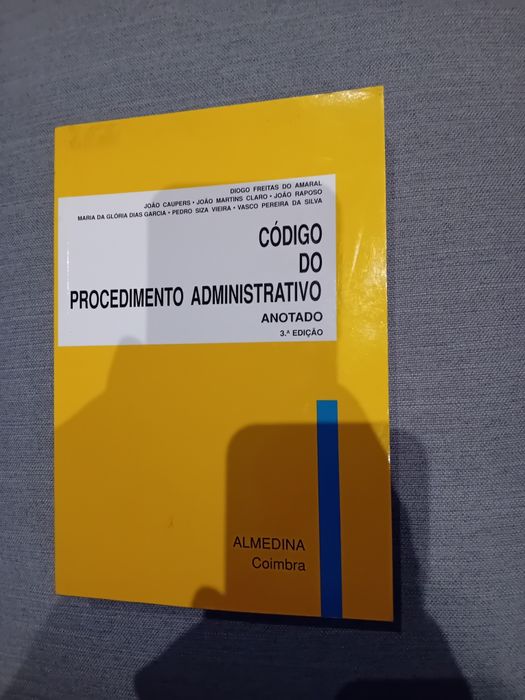 DIOGO FREITAS DO AMARAL
JOÃO CAUPERS • JOÃO MARTINS CLARO • JOÃO RAPOSO
MARIA DA GLÓRIA DIAS GARCIA • PEDRO SIZA VIEIRA • VASCO PEREIRA DA SILVA
CÓDIGO
DO
PROCEDIMENTO ADMINISTRATIVO
ANOTADO
3.ª EDIÇÃO
ALMEDINA
Coimbra